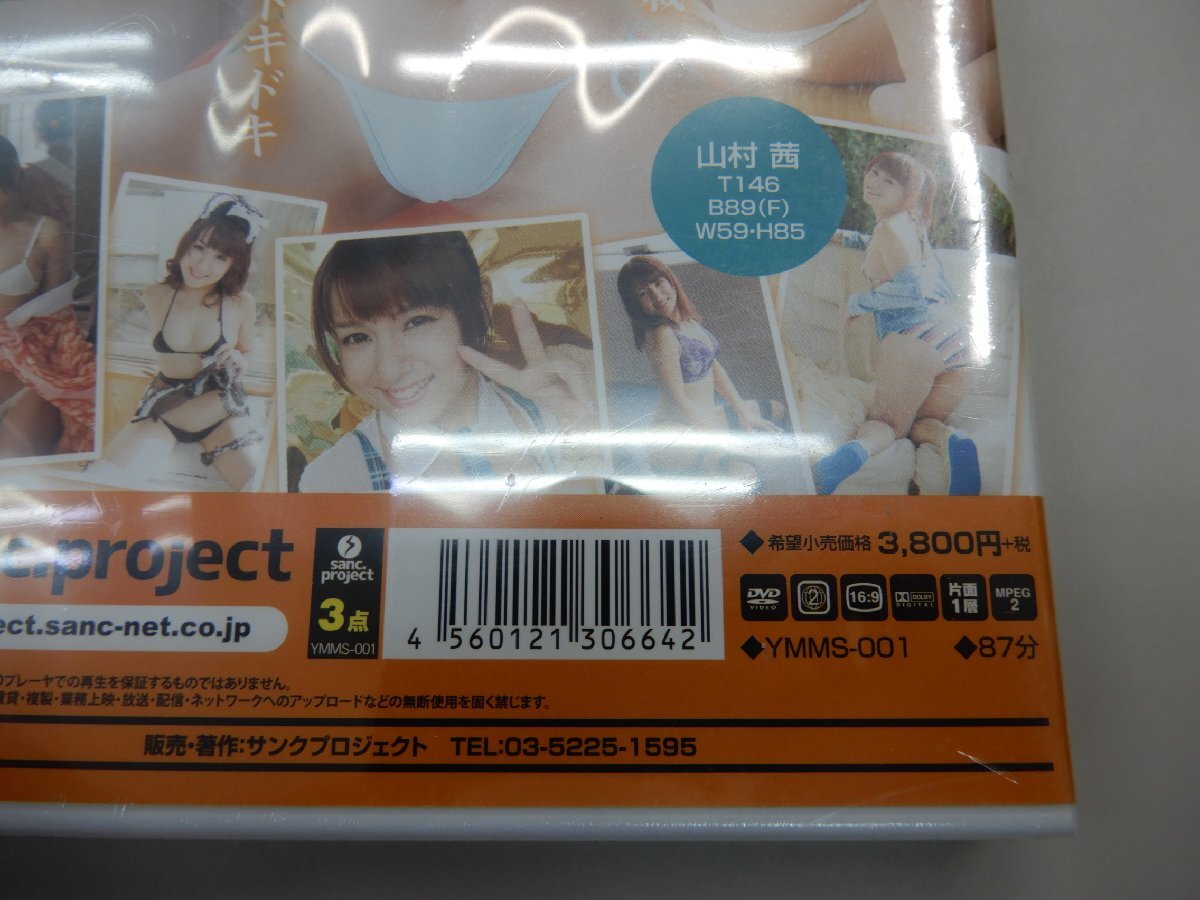 ドキドキ
山村 茜
T146
B89(F)
W59・H85
project
ect.sanc-net.co.jp
sanc.
project
3点
YMMS-001
4 560121 306642
◆希望小売価格 3,800円+税
DVD
VIDEO
2
16:9
DOLBY
DIGITAL
片面
1層
MPEG
2
◆YMMS-001 ◆87分
のプレーヤでの再生を保証するものではありません。
賃貸・複製・業務上映・放送・配信・ネットワークへのアップロードなどの無断使用を固く禁じます。
販売・著作:サンクプロジェクト TEL:03-5225-1595